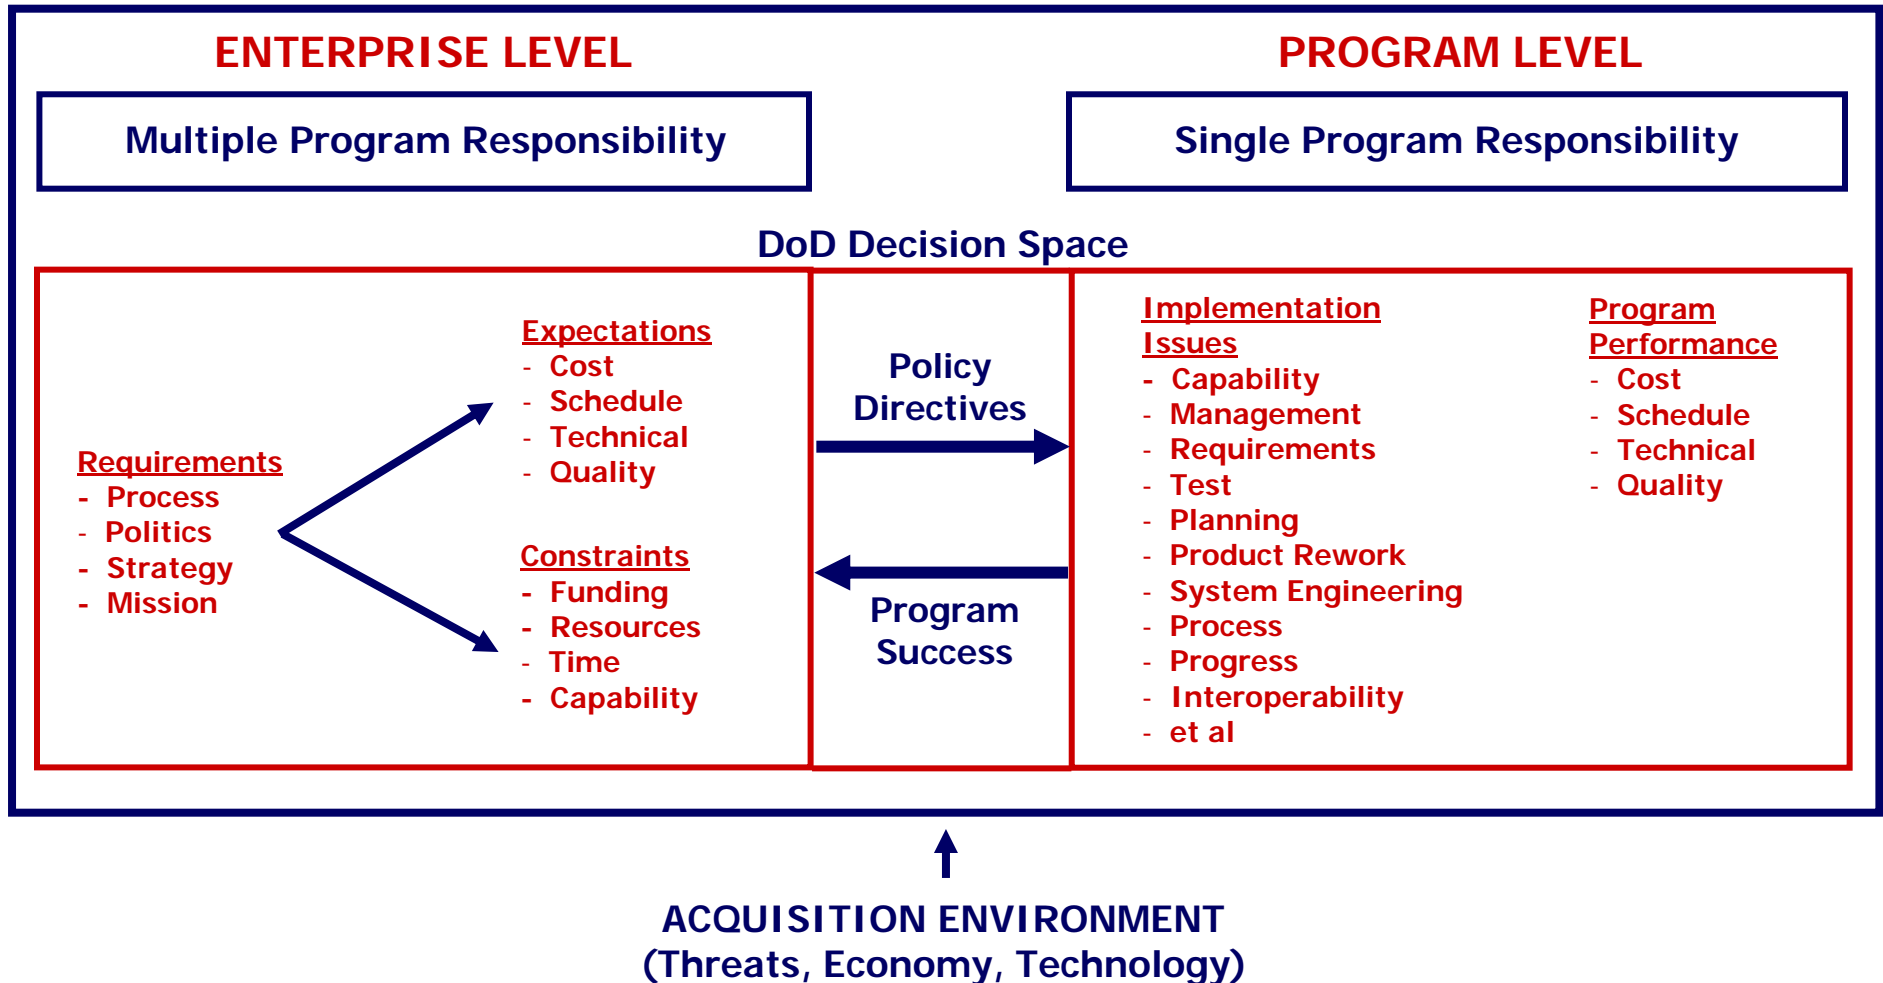 ENTERPRISE LEVEL
PROGRAM LEVEL
Multiple Program Responsibility
Single Program Responsibility
DoD Decision Space
Requirements
- Process
- Politics
- Strategy
- Mission
Expectations
- Cost
- Schedule
- Technical
- Quality
Constraints
- Funding
- Resources
- Time
- Capability
Policy
Directives
Program
Success
Implementation
Issues
- Capability
- Management
- Requirements
- Test
- Planning
- Product Rework
- System Engineering
- Process
- Progress
- Interoperability
- et al
Program
Performance
- Cost
- Schedule
- Technical
- Quality
ACQUISITION ENVIRONMENT
(Threats, Economy, Technology)